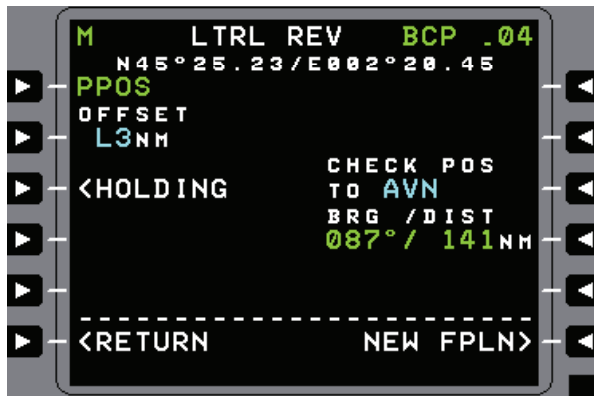 M LTRL REV BCP .04
N45°25.23/E002°20.45
PPOS
OFFSET
L3NM
CHECK POS
<HOLDING TO AVN
BRG /DIST
087°/ 141NM
------------------------
<RETURN NEW FPLN>